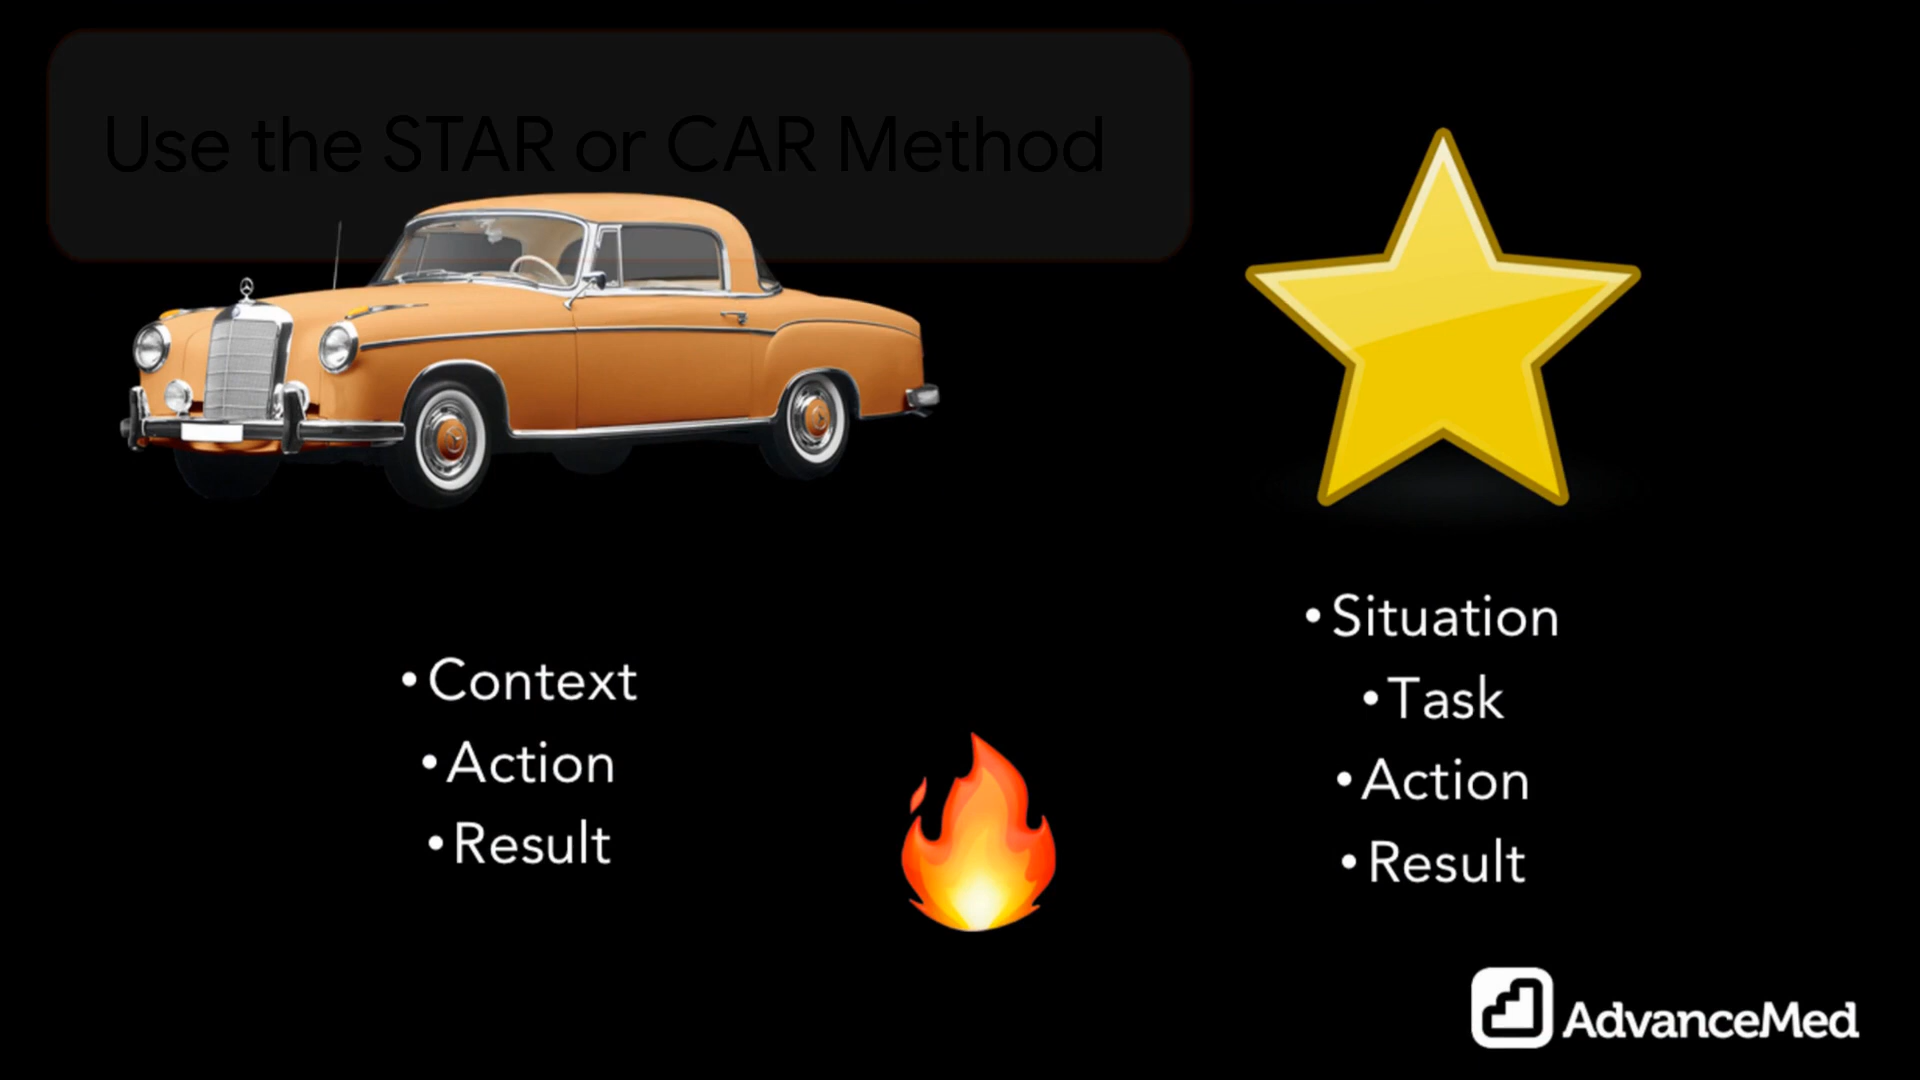 Use the STAR or CAR Method
• Context
• Action
• Result
• Situation
• Task
• Action
• Result
AdvanceMed